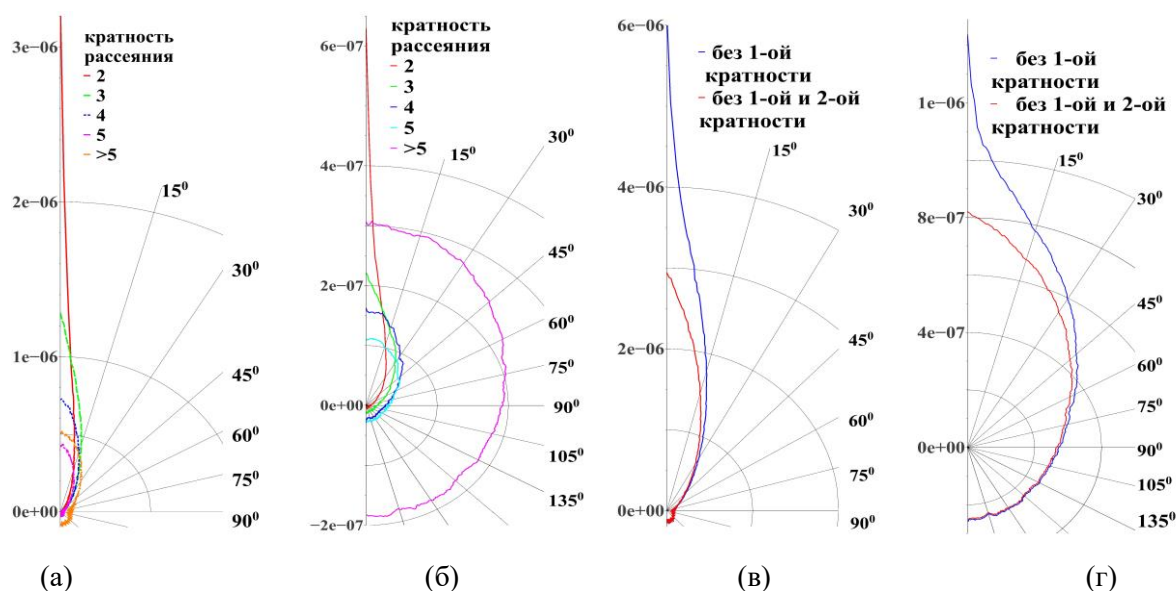 3e−06
2e−06
1e−06
0e+00
кратность
рассеяния
2
3
4
5
>5
15⁰
30⁰
45⁰
60⁰
75⁰
90⁰
(а)
6e−07
4e−07
2e−07
0e+00
−2e−07
кратность
рассеяния
2
3
4
5
>5
15⁰
30⁰
45⁰
60⁰
75⁰
90⁰
105⁰
135⁰
(б)
6e−06
4e−06
2e−06
0e+00
без 1-ой
кратности
без 1-ой и 2-ой
кратности
15⁰
30⁰
45⁰
60⁰
75⁰
90⁰
(в)
1e−06
8e−07
4e−07
0e+00
без 1-ой
кратности
без 1-ой и 2-ой
кратности
15⁰
30⁰
45⁰
60⁰
75⁰
90⁰
105⁰
135⁰
(г)